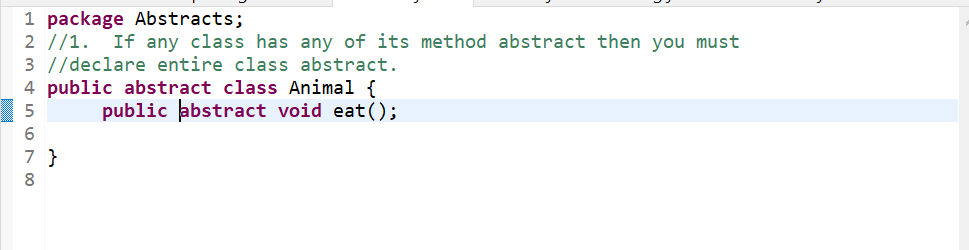 1 package Abstracts;
2 //1.  If any class has any of its method abstract then you must
3 //declare entire class abstract.
4 public abstract class Animal {
5     public abstract void eat();
6
7 }
8